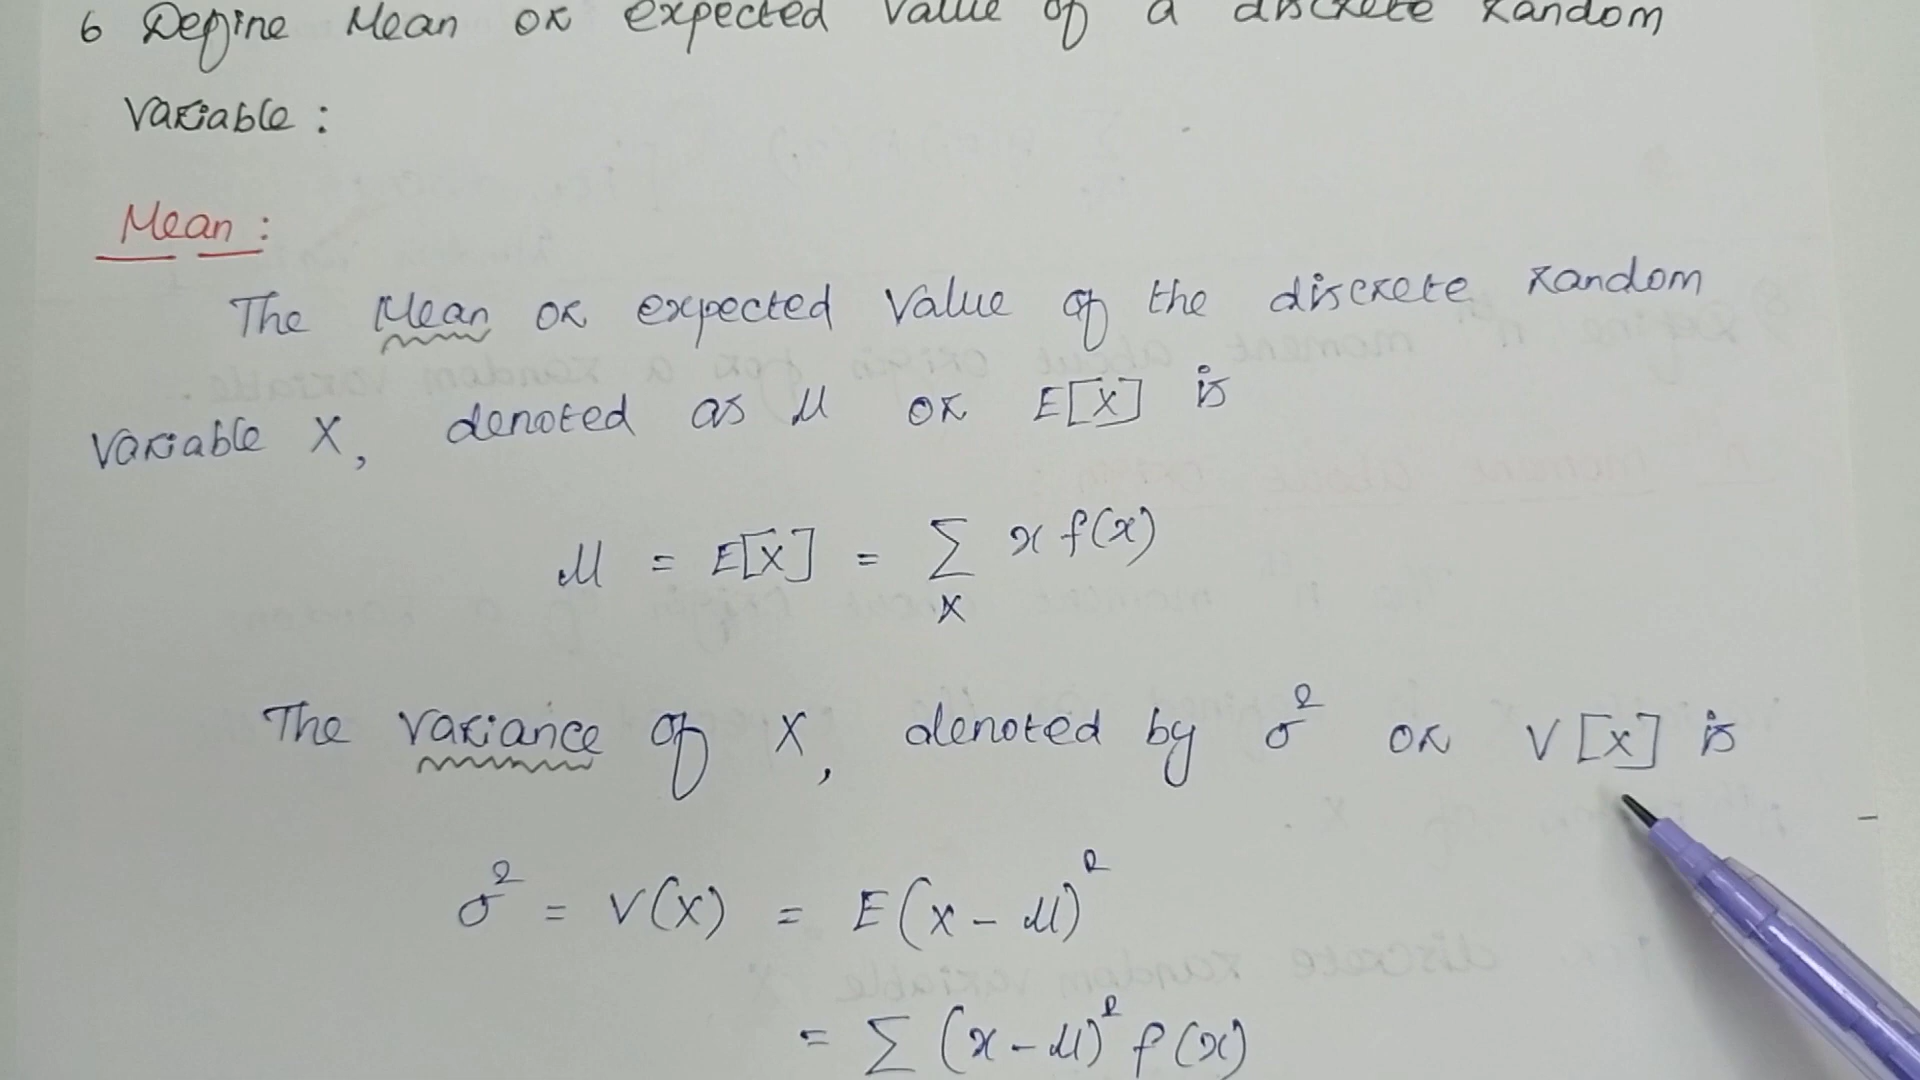 6 Define Mean or expected value of a discrete random
variable :
Mean :
The Mean or expected value of the discrete random
variable X, denoted as μ or E[X] is
μ = E[X] = Σ x f(x)
X
The variance of X, denoted by σ² or V[X] is
σ² = V(X) = E(X - μ)²
= Σ (x - μ)² f(x)